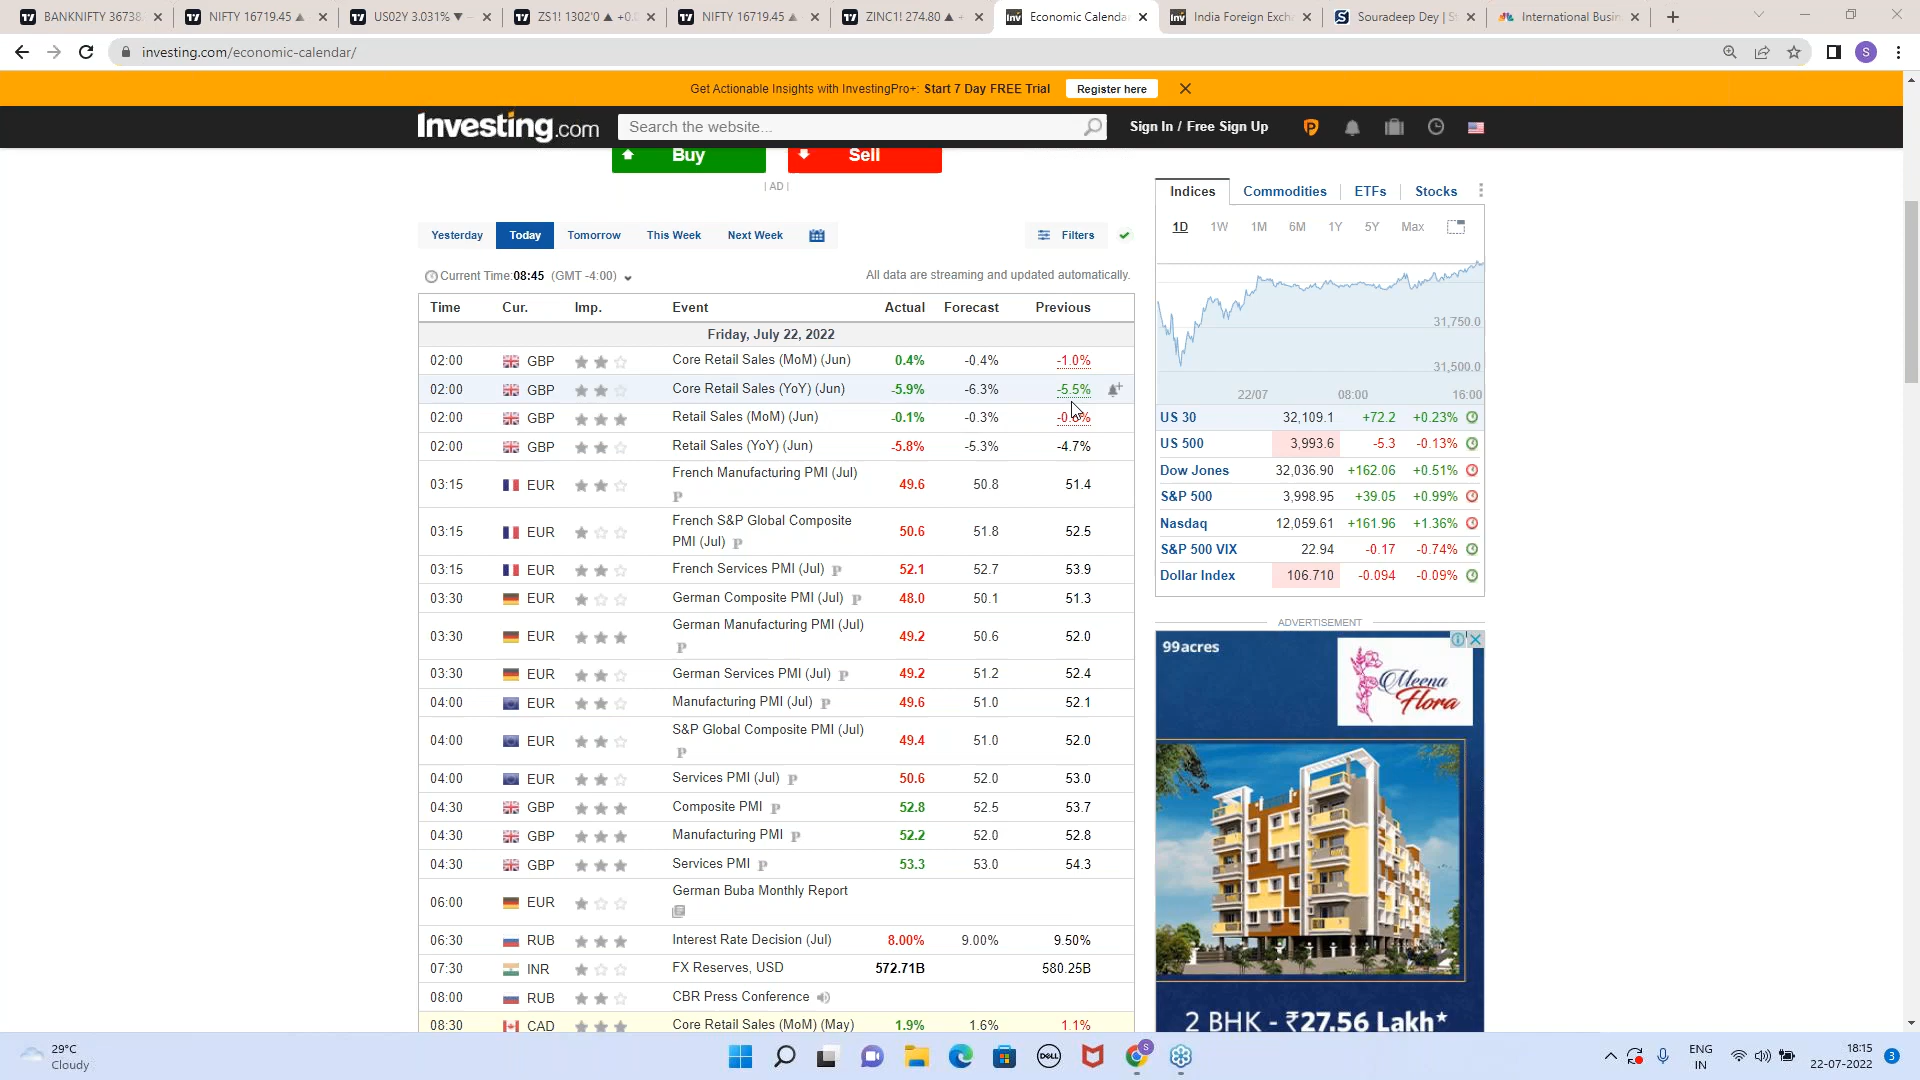 BANKNIFTY 36738
NIFTY 16719.45 ▲
US02Y 3.031% ▼ −
ZS1! 1302'0 ▲ +0.
NIFTY 16719.45 ▲
ZINC1! 274.80 ▲ +
Economic Calenda
India Foreign Exch
Souradeep Dey | S
International Busin
investing.com/economic-calendar/
S
Get Actionable Insights with InvestingPro+: Start 7 Day FREE Trial
Register here
Investing.com
Search the website...
Sign In / Free Sign Up
Buy
Sell
| AD |
Yesterday Today Tomorrow This Week Next Week
Filters
Current Time:08:45 (GMT -4:00)
All data are streaming and updated automatically.
Time Cur. Imp. Event Actual Forecast Previous
Friday, July 22, 2022
02:00 GBP Core Retail Sales (MoM) (Jun) 0.4% -0.4% -1.0%
02:00 GBP Core Retail Sales (YoY) (Jun) -5.9% -6.3% -5.5%
02:00 GBP Retail Sales (MoM) (Jun) -0.1% -0.3%
02:00 GBP Retail Sales (YoY) (Jun) -5.8% -5.3% -4.7%
03:15 EUR French Manufacturing PMI (Jul) P 49.6 50.8 51.4
03:15 EUR French S&P Global Composite
PMI (Jul) P 50.6 51.8 52.5
03:15 EUR French Services PMI (Jul) P 52.1 52.7 53.9
03:30 EUR German Composite PMI (Jul) P 48.0 50.1 51.3
03:30 EUR German Manufacturing PMI (Jul) P 49.2 50.6 52.0
03:30 EUR German Services PMI (Jul) P 49.2 51.2 52.4
04:00 EUR Manufacturing PMI (Jul) P 49.6 51.0 52.1
04:00 EUR S&P Global Composite PMI (Jul) P 49.4 51.0 52.0
04:00 EUR Services PMI (Jul) P 50.6 52.0 53.0
04:30 GBP Composite PMI P 52.8 52.5 53.7
04:30 GBP Manufacturing PMI P 52.2 52.0 52.8
04:30 GBP Services PMI P 53.3 53.0 54.3
06:00 EUR German Buba Monthly Report
06:30 RUB Interest Rate Decision (Jul) 8.00% 9.00% 9.50%
07:30 INR FX Reserves, USD 572.71B 580.25B
08:00 RUB CBR Press Conference
08:30 CAD Core Retail Sales (MoM) (May) 1.9% 1.6% 1.1%
Indices Commodities ETFs Stocks
1D 1W 1M 6M 1Y 5Y Max
31,750.0
31,500.0
22/07 08:00 16:00
US 30 32,109.1 +72.2 +0.23%
US 500 3,993.6 -5.3 -0.13%
Dow Jones 32,036.90 +162.06 +0.51%
S&P 500 3,998.95 +39.05 +0.99%
Nasdaq 12,059.61 +161.96 +1.36%
S&P 500 VIX 22.94 -0.17 -0.74%
Dollar Index 106.710 -0.094 -0.09%
ADVERTISEMENT
99acres
Meena
Flora
2 BHK - ₹27.56 Lakh*
29°C
Cloudy
DELL
S
ENG
IN
18:15
22-07-2022
3